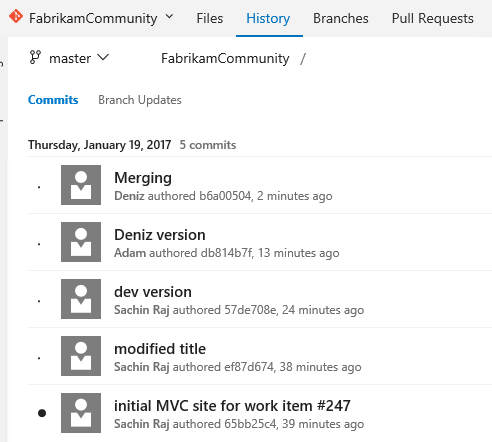 FabrikamCommunity Files History Branches Pull Requests
master FabrikamCommunity /
Commits Branch Updates
Thursday, January 19, 2017 5 commits
Merging
Deniz authored b6a00504, 2 minutes ago
Deniz version
Adam authored db814b7f, 13 minutes ago
dev version
Sachin Raj authored 57de708e, 24 minutes ago
modified title
Sachin Raj authored ef87d674, 38 minutes ago
initial MVC site for work item #247
Sachin Raj authored 65bb25c4, 39 minutes ago